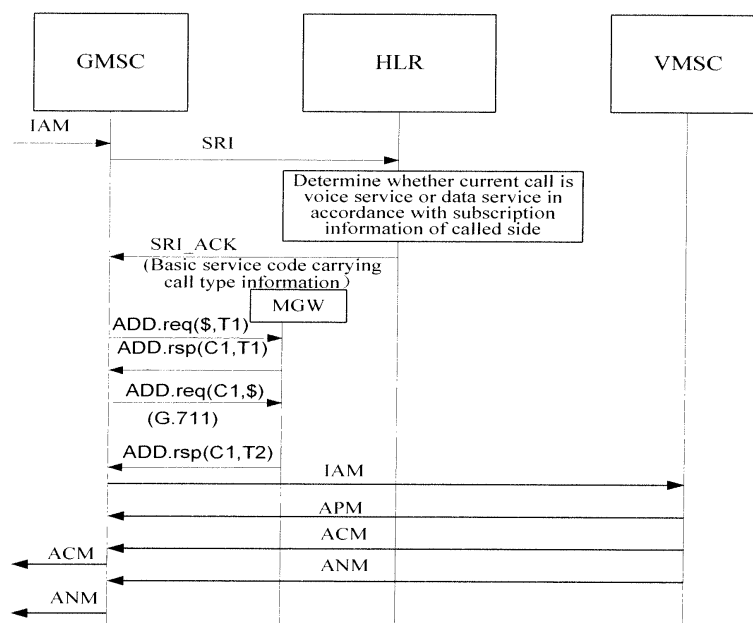 GMSC
HLR
VMSC
IAM
SRI
Determine whether current call is
voice service or data service in
accordance with subscription
information of called side
SRI_ACK
(Basic service code carrying
call type information)
MGW
ADD.req($,T1)
ADD.rsp(C1,T1)
ADD.req(C1,$)
(G.711)
ADD.rsp(C1,T2)
IAM
APM
ACM
ACM
ANM
ANM